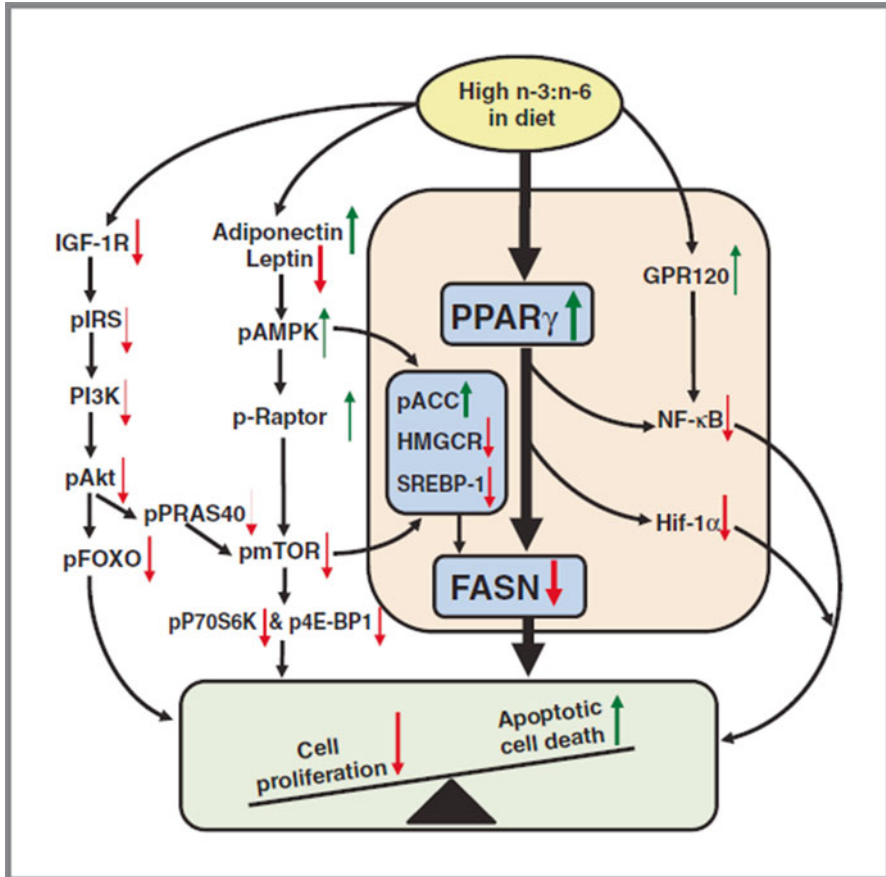 High n-3:n-6
in diet
IGF-1R
pIRS
PI3K
pAkt
pPRAS40
pFOXO
Adiponectin
Leptin
pAMPK
p-Raptor
pmTOR
pP70S6K & p4E-BP1
PPARγ
pACC
HMGCR
SREBP-1
FASN
GPR120
NF-κB
Hif-1α
Cell
proliferation
Apoptotic
cell death